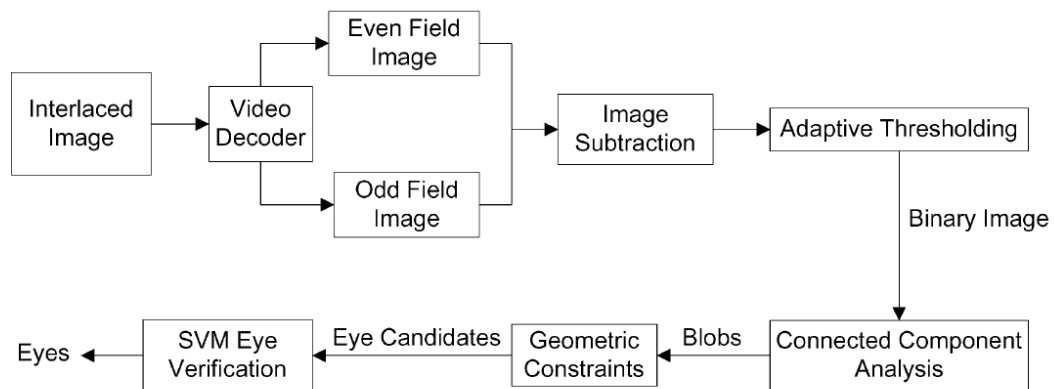 Even Field
Image
Interlaced
Image
Video
Decoder
Image
Subtraction
Adaptive Thresholding
Odd Field
Image
Binary Image
Eyes
SVM Eye
Verification
Eye Candidates
Geometric
Constraints
Blobs
Connected Component
Analysis